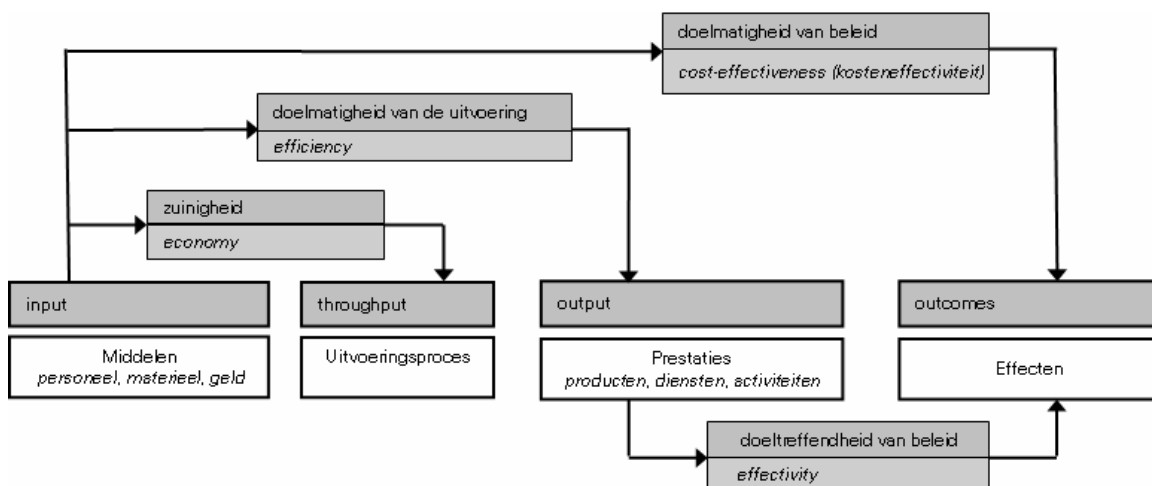 doelmatigheid van beleid
cost-effectiveness (kosteneffectiviteit)
doelmatigheid van de uitvoering
efficiency
zuinigheid
economy
input
throughput
output
outcomes
Middelen
personeel, materieel, geld
Uitvoeringsproces
Prestaties
producten, diensten, activiteiten
Effecten
doeltreffendheid van beleid
effectivity